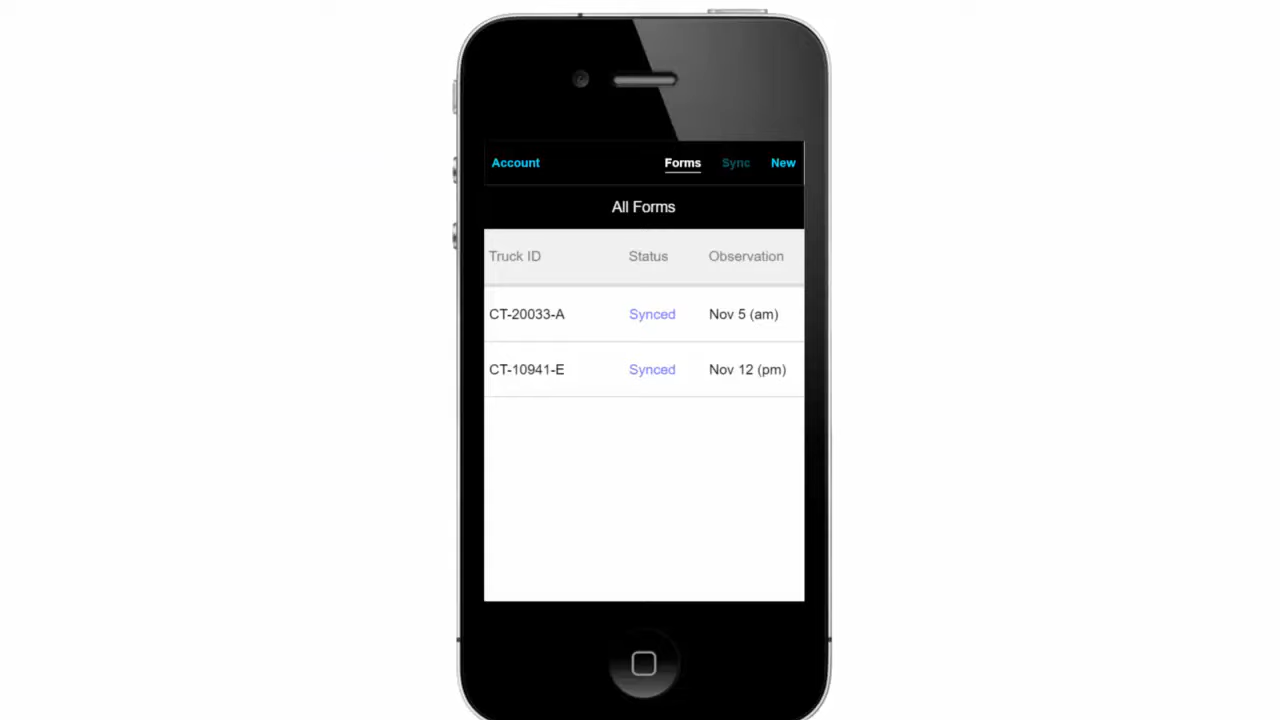 Account Forms Sync New
All Forms
Truck ID Status Observation
CT-20033-A Synced Nov 5 (am)
CT-10941-E Synced Nov 12 (pm)